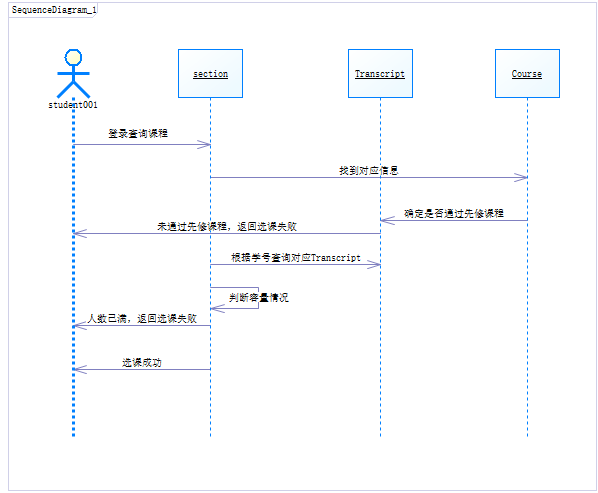 SequenceDiagram_1
student001
section
Transcript
Course
登录查询课程
找到对应信息
确定是否通过先修课程
未通过先修课程，返回选课失败
根据学号查询对应Transcript
判断容量情况
人数已满，返回选课失败
选课成功